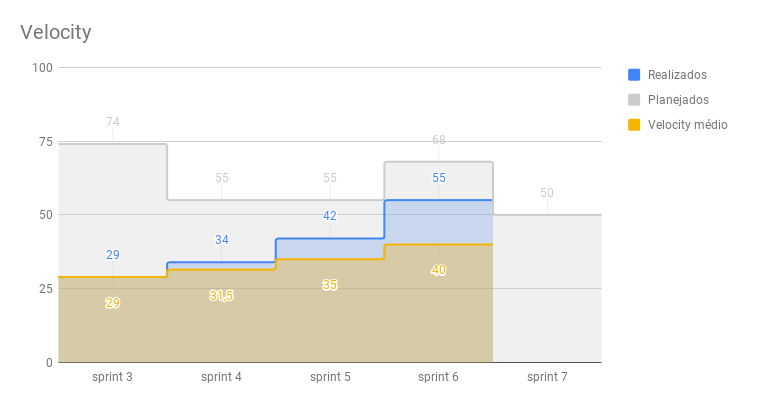 Velocity
100
75
50
25
0
74
55
55
68
50
29
34
42
55
29
31,5
35
40
sprint 3
sprint 4
sprint 5
sprint 6
sprint 7
Realizados
Planejados
Velocity médio